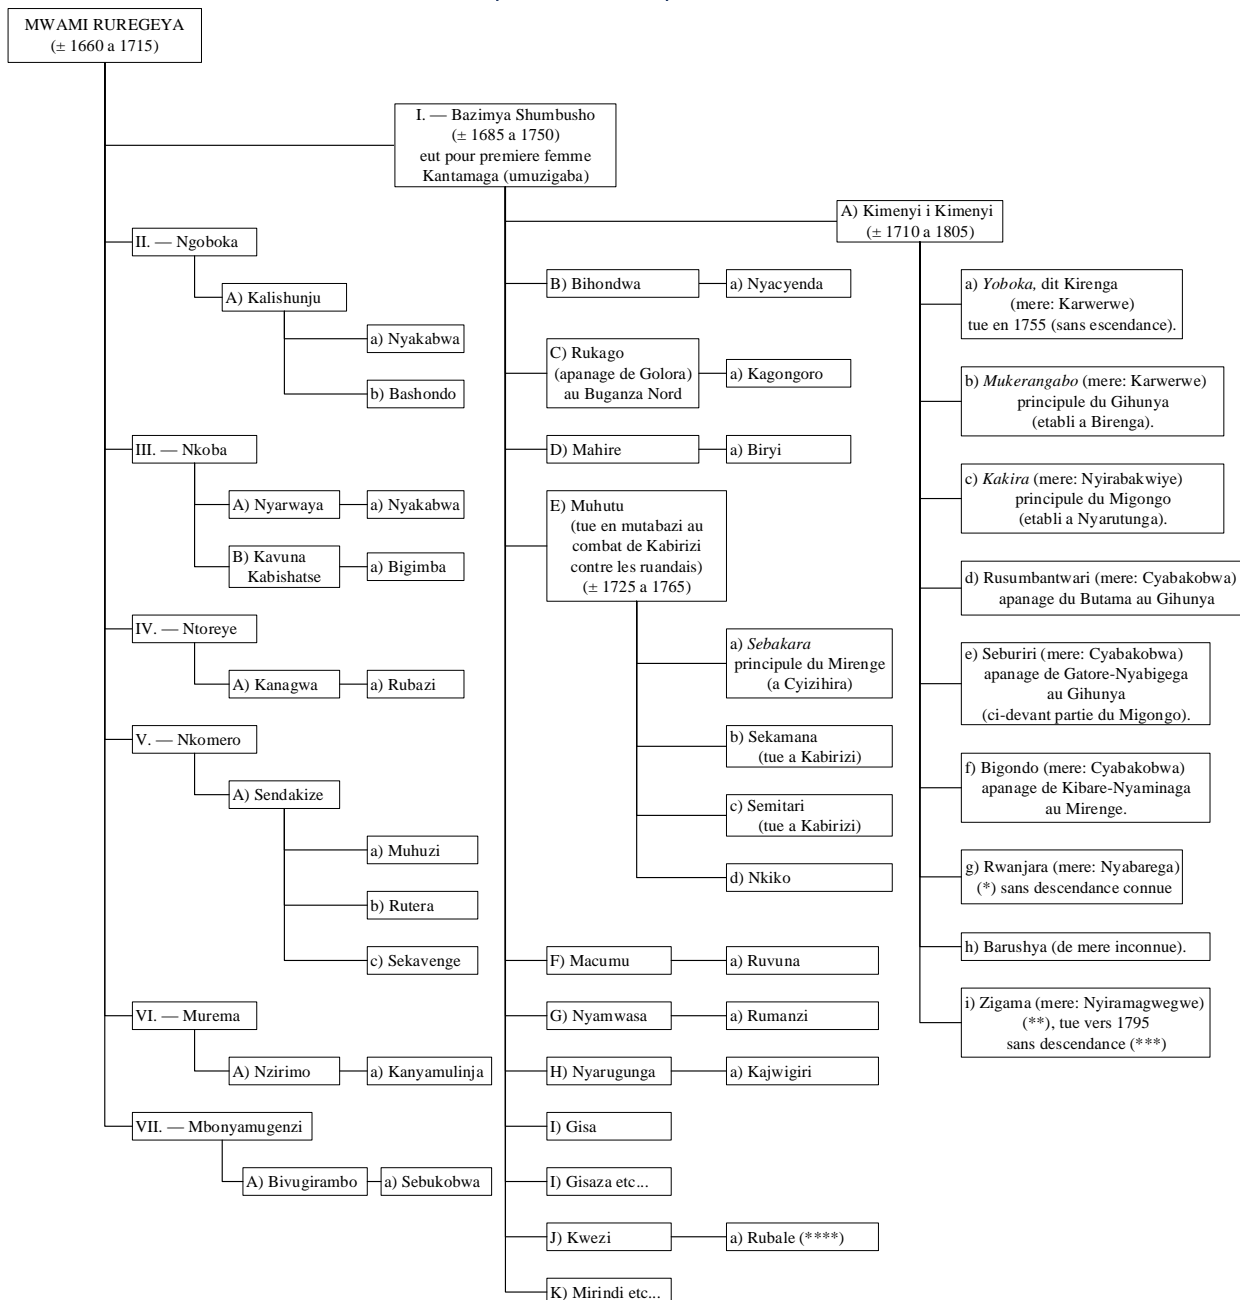 MWAMI RUREGEYA
(± 1660 a 1715)
I. — Bazimya Shumbusho
(± 1685 a 1750)
eut pour premiere femme
Kantamaga (umuzigaba)
A) Kimenyi i Kimenyi
(± 1710 a 1805)
a) Yoboka, dit Kirenga
(mere: Karwerwe)
tue en 1755 (sans escendance).
b) Mukerangabo (mere: Karwerwe)
principule du Gihunya
(etabli a Birenga).
c) Kakira (mere: Nyirabakwiye)
principule du Migongo
(etabli a Nyarutunga).
d) Rusumbantwari (mere: Cyabakobwa)
apanage du Butama au Gihunya
e) Seburiri (mere: Cyabakobwa)
apanage de Gatore-Nyabigega
au Gihunya
(ci-devant partie du Migongo).
f) Bigondo (mere: Cyabakobwa)
apanage de Kibare-Nyaminaga
au Mirenge.
g) Rwanjara (mere: Nyabarega)
(*) sans descendance connue
h) Barushya (de mere inconnue).
i) Zigama (mere: Nyiramagwegwe)
(**), tue vers 1795
sans descendance (***)
B) Bihondwa
a) Nyacyenda
C) Rukago
(apanage de Golora)
au Buganza Nord
a) Kagongoro
D) Mahire
a) Biryi
E) Muhutu
(tue en mutabazi au
combat de Kabirizi
contre les ruandais)
(± 1725 a 1765)
a) Sebakara
principule du Mirenge
(a Cyizihira)
b) Sekamana
(tue a Kabirizi)
c) Semitari
(tue a Kabirizi)
d) Nkiko
F) Macumu
a) Ruvuna
G) Nyamwasa
a) Rumanzi
H) Nyarugunga
a) Kajwigiri
I) Gisa
I) Gisaza etc...
J) Kwezi
a) Rubale (****)
K) Mirindi etc...
II. — Ngoboka
A) Kalishunju
a) Nyakabwa
b) Bashondo
III. — Nkoba
A) Nyarwaya
a) Nyakabwa
B) Kavuna
Kabishatse
a) Bigimba
IV. — Ntoreye
A) Kanagwa
a) Rubazi
V. — Nkomero
A) Sendakize
a) Muhuzi
b) Rutera
c) Sekavenge
VI. — Murema
A) Nzirimo
a) Kanyamulinja
VII. — Mbonyamugenzi
A) Bivugirambo
a) Sebukobwa